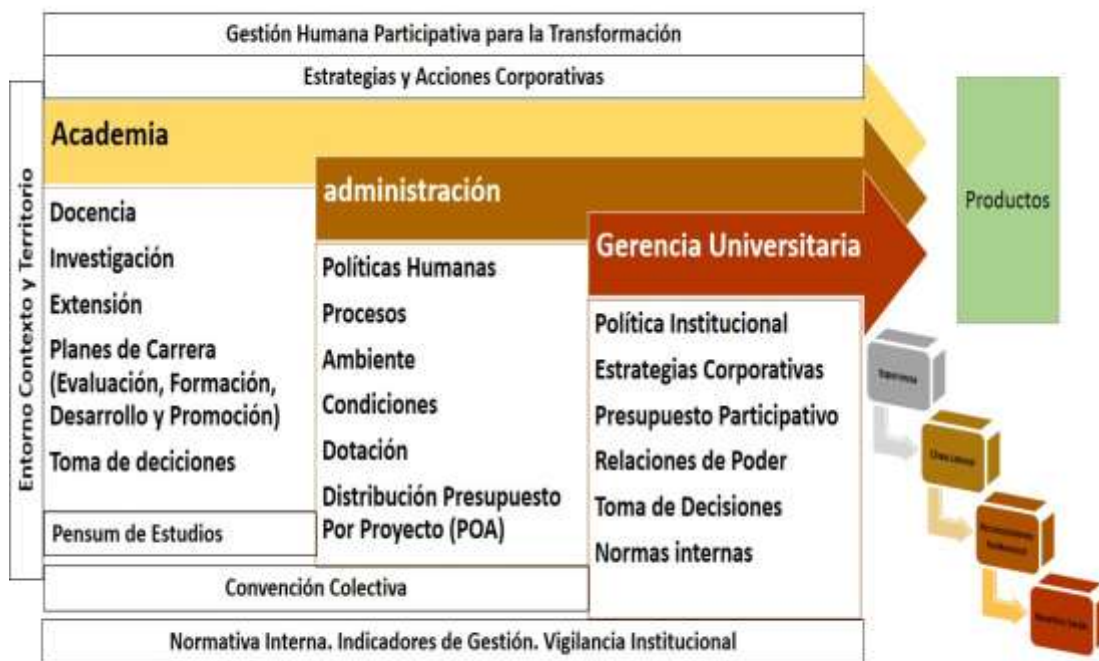 Gestión Humana Participativa para la Transformación
Estrategias y Acciones Corporativas
Entorno Contexto y Territorio
Academia
Docencia
Investigación
Extensión
Planes de Carrera
(Evaluación, Formación,
Desarrollo y Promoción)
Toma de deciciones
Pensum de Estudios
administración
Políticas Humanas
Procesos
Ambiente
Condiciones
Dotación
Distribución Presupuesto
Por Proyecto (POA)
Gerencia Universitaria
Política Institucional
Estrategias Corporativas
Presupuesto Participativo
Relaciones de Poder
Toma de Decisiones
Normas internas
Convención Colectiva
Normativa Interna. Indicadores de Gestión. Vigilancia Institucional
Productos